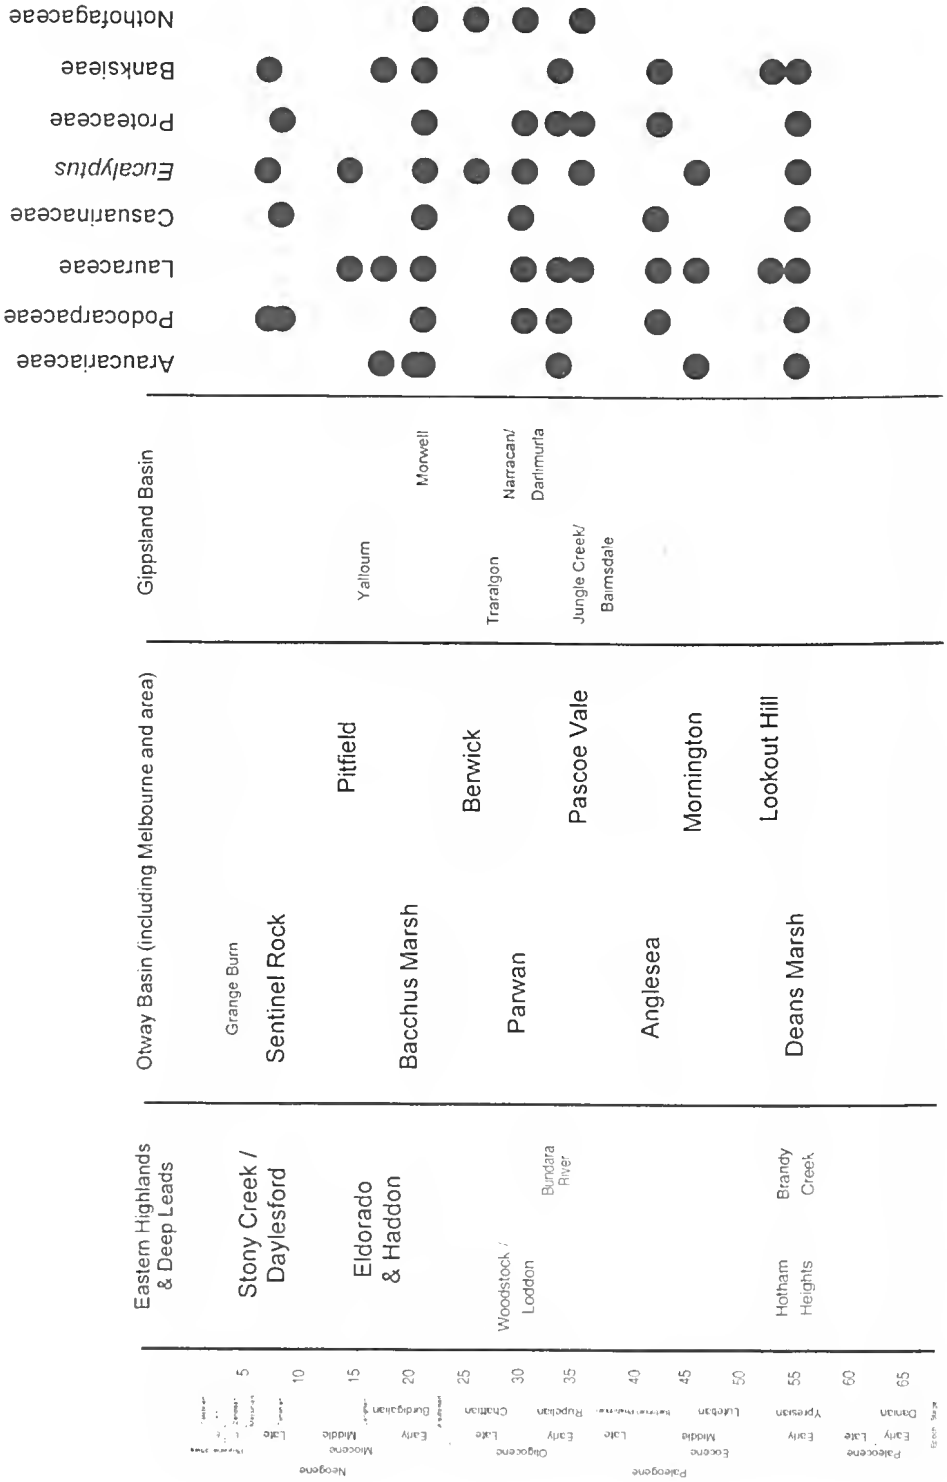 Nothofagaceae
Banksieae
Proteaceae
Eucalyptus
Casuarinaceae
Lauraceae
Podocarpaceae
Araucariaceae
Gippsland Basin
Yallourn
Morwell
Traralgon
Narracan/
Darlimurla
Jungle Creek/
Bairnsdale
Otway Basin (including Melbourne and area)
Grange Burn
Sentinel Rock
Pitfield
Bacchus Marsh
Berwick
Parwan
Pascoe Vale
Anglesea
Mornington
Lookout Hill
Deans Marsh
Eastern Highlands
& Deep Leads
Stony Creek /
Daylesford
Eldorado
& Haddon
Woodstock /
Loddon
Bundara
River
Hotham
Heights
Brandy
Creek
5
10
15
20
25
30
35
40
45
50
55
60
65
Burdigalian
Chattian
Rupelian
Lutetian
Ypresian
Danian
Late
Middle
Early
Late
Early
Late
Middle
Early
Late
Early
Miocene
Oligocene
Eocene
Paleocene
Neogene
Paleogene